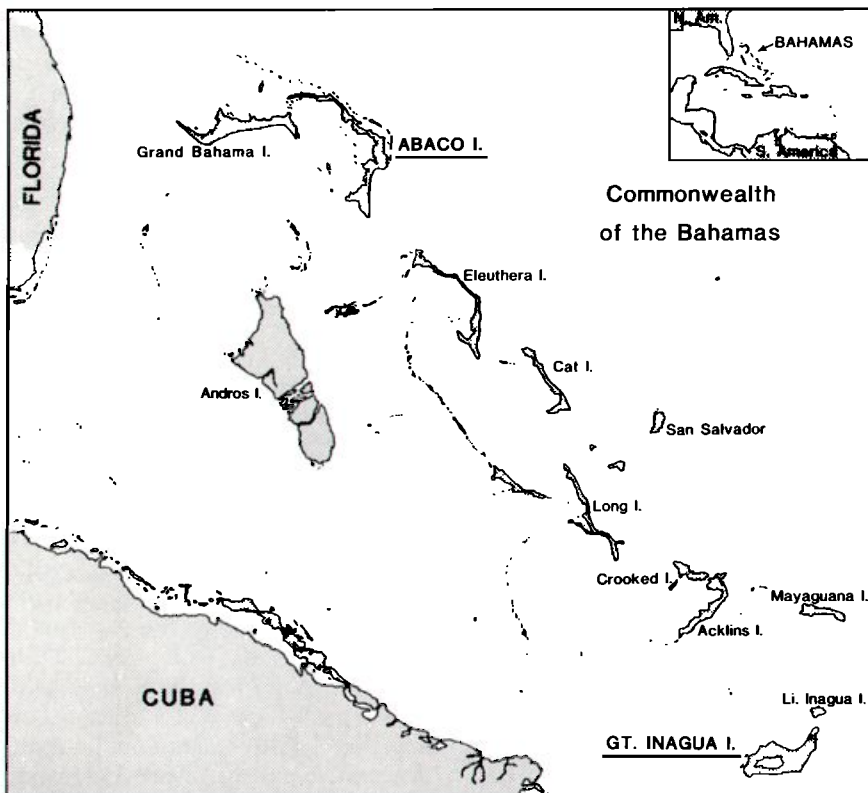 N. Am.
BAHAMAS
S. America
FLORIDA
Grand Bahama I.
ABACO I.
Commonwealth
of the Bahamas
Eleuthera I.
Cat I.
Andros I.
San Salvador
Long I.
Crooked I.
Mayaguana I.
Acklins I.
CUBA
Li. Inagua I.
GT. INAGUA I.